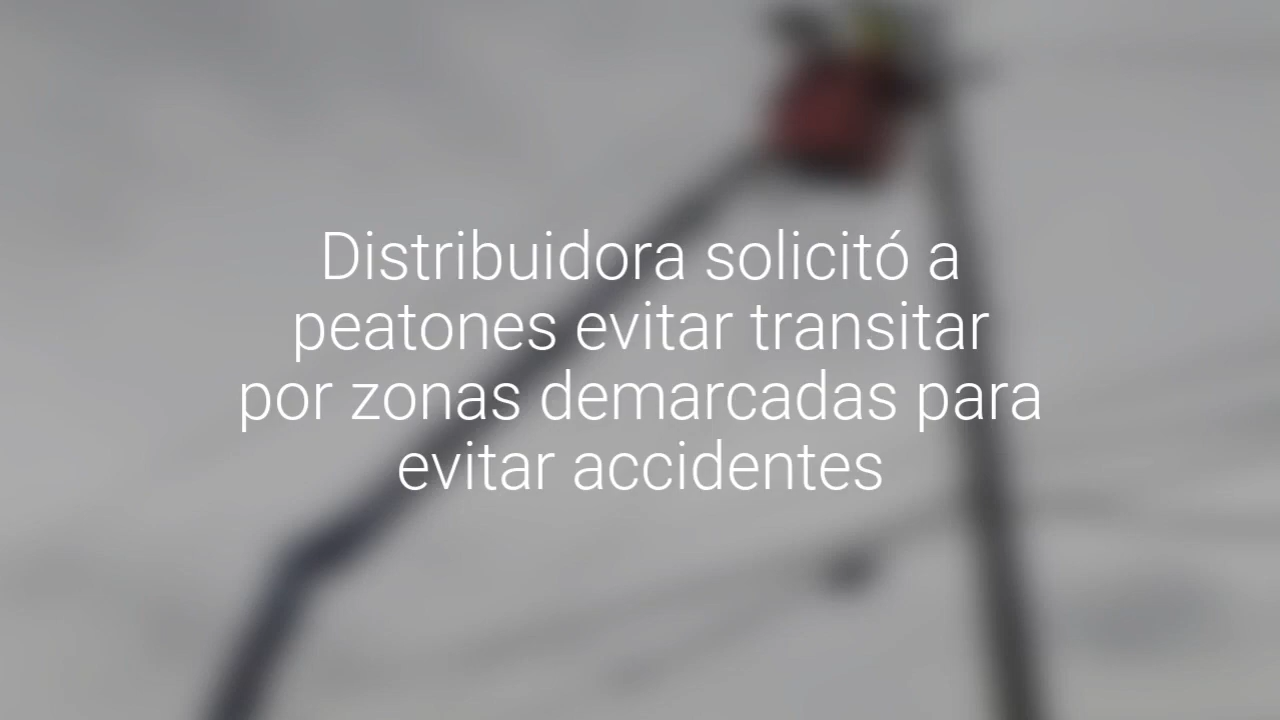 Distribuidora solicitó a
peatones evitar transitar
por zonas demarcadas para
evitar accidentes